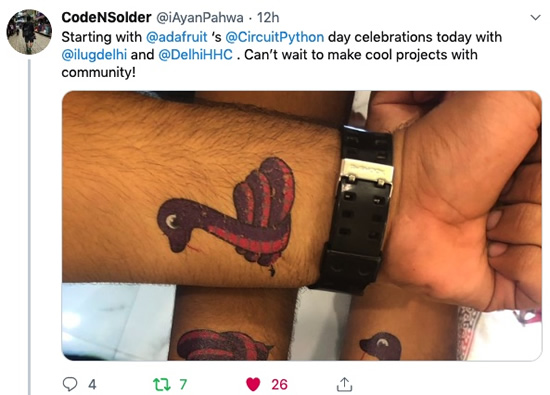 CodeNSolder @iAyanPahwa · 12h
Starting with @adafruit 's @CircuitPython day celebrations today with
@ilugdelhi and @DelhiHHC . Can't wait to make cool projects with
community!
4 7 26